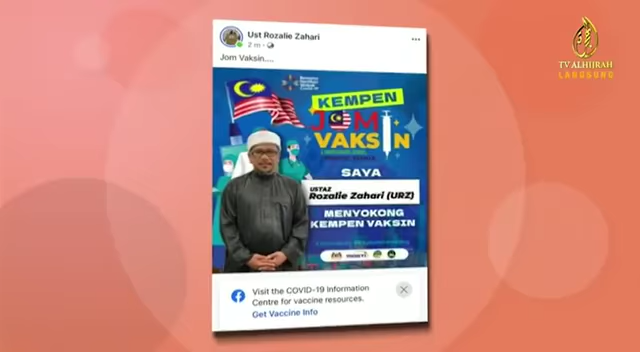 TV ALHIJRAH
LANGSUNG
Ust Rozalie Zahari
2 m
Jom Vaksin....
KEMPEN
JOM
VAKSIN
SAYA
USTAZ
Rozalie Zahari (URZ)
MENYOKONG
KEMPEN VAKSIN
Visit the COVID-19 Information
Centre for vaccine resources.
Get Vaccine Info